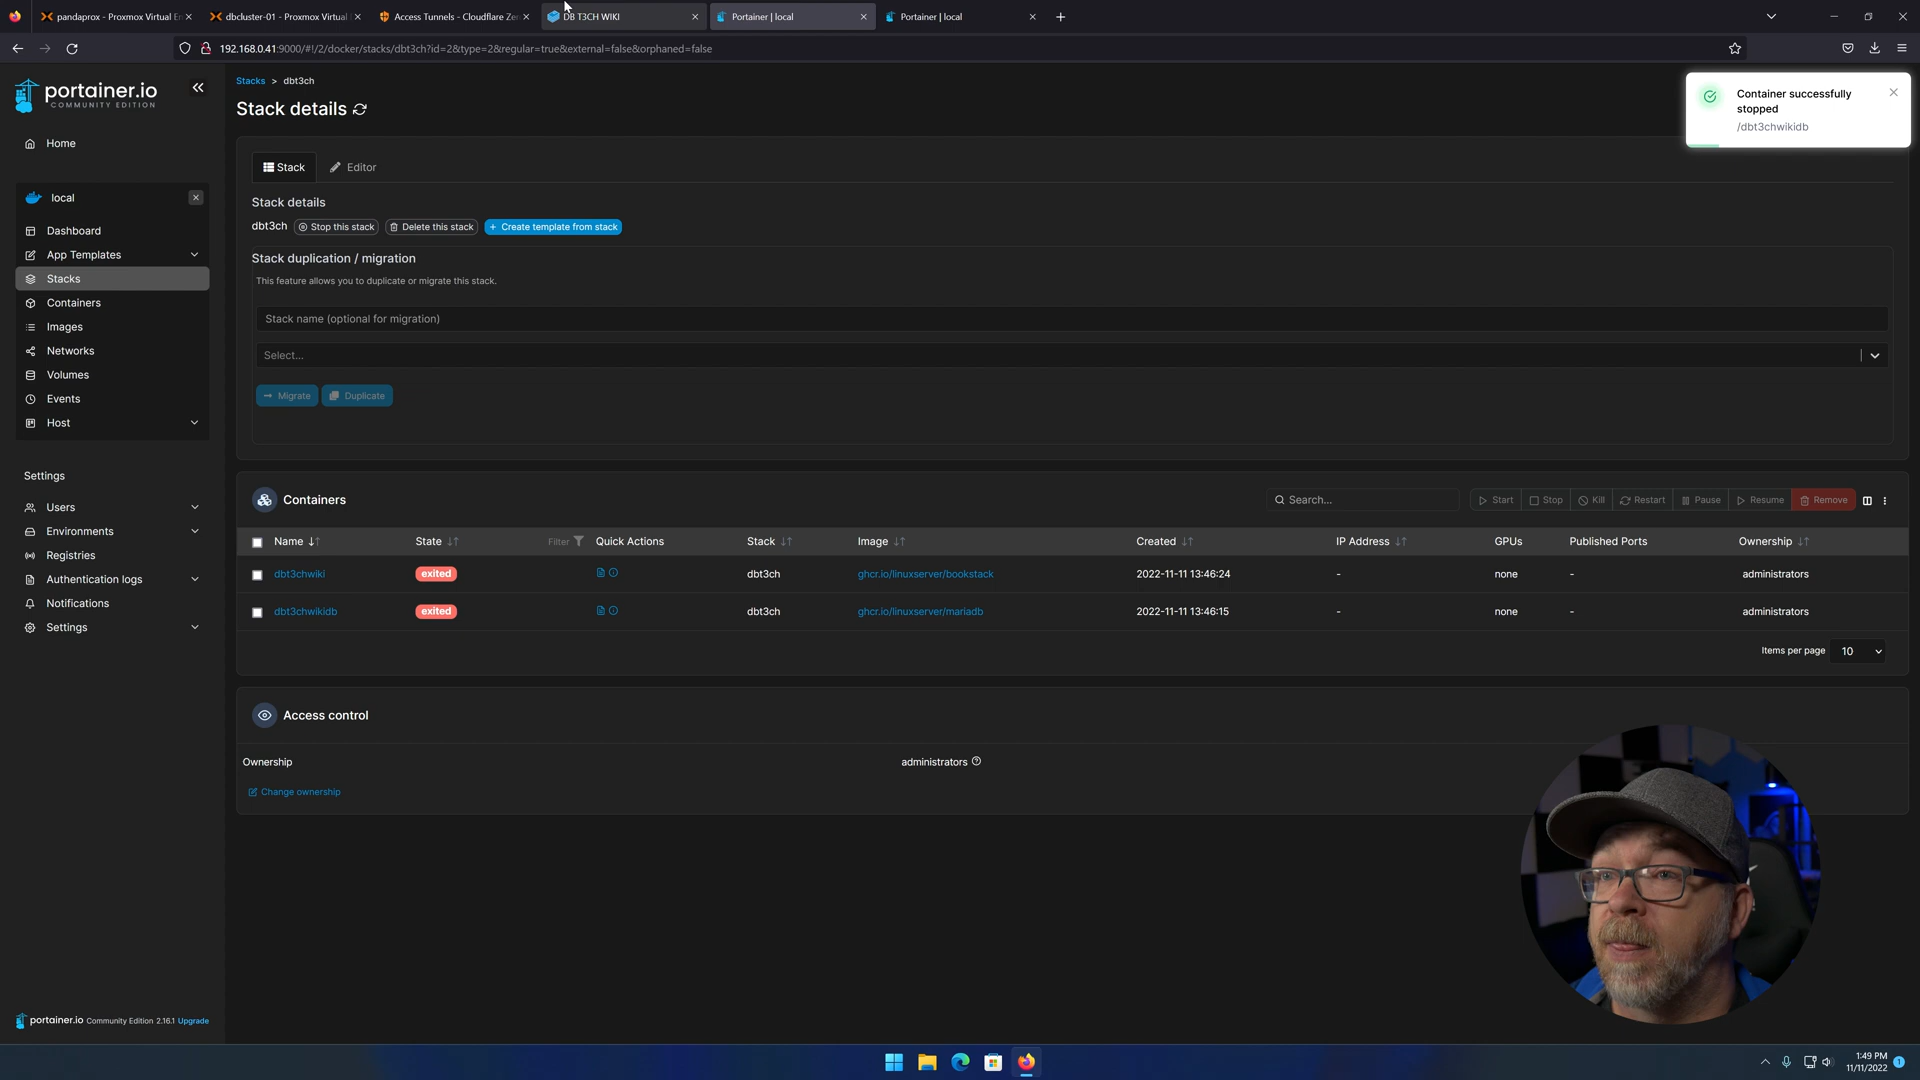 pandaprox - Proxmox Virtual En
dbcluster-01 - Proxmox Virtual
Access Tunnels - Cloudflare Zer
DB T3CH WIKI
Portainer | local
Portainer | local
192.168.0.41:9000/#!/2/docker/stacks/dbt3ch?id=2&type=2&regular=true&external=false&orphaned=false
portainer.io
COMMUNITY EDITION
Home
local
Dashboard
App Templates
Stacks
Containers
Images
Networks
Volumes
Events
Host
Settings
Users
Environments
Registries
Authentication logs
Notifications
Settings
portainer.io Community Edition 2.16.1 Upgrade
Stacks > dbt3ch
Stack details
Container successfully
stopped
/dbt3chwikidb
Stack Editor
Stack details
dbt3ch Stop this stack Delete this stack + Create template from stack
Stack duplication / migration
This feature allows you to duplicate or migrate this stack.
Stack name (optional for migration)
Select...
Migrate Duplicate
Containers Search... Start Stop Kill Restart Pause Resume Remove
Name State Filter Quick Actions Stack Image Created IP Address GPUs Published Ports Ownership
dbt3chwiki exited dbt3ch ghcr.io/linuxserver/bookstack 2022-11-11 13:46:24 - none - administrators
dbt3chwikidb exited dbt3ch ghcr.io/linuxserver/mariadb 2022-11-11 13:46:15 - none - administrators
Items per page 10
Access control
Ownership administrators
Change ownership
1:49 PM
11/11/2022
1